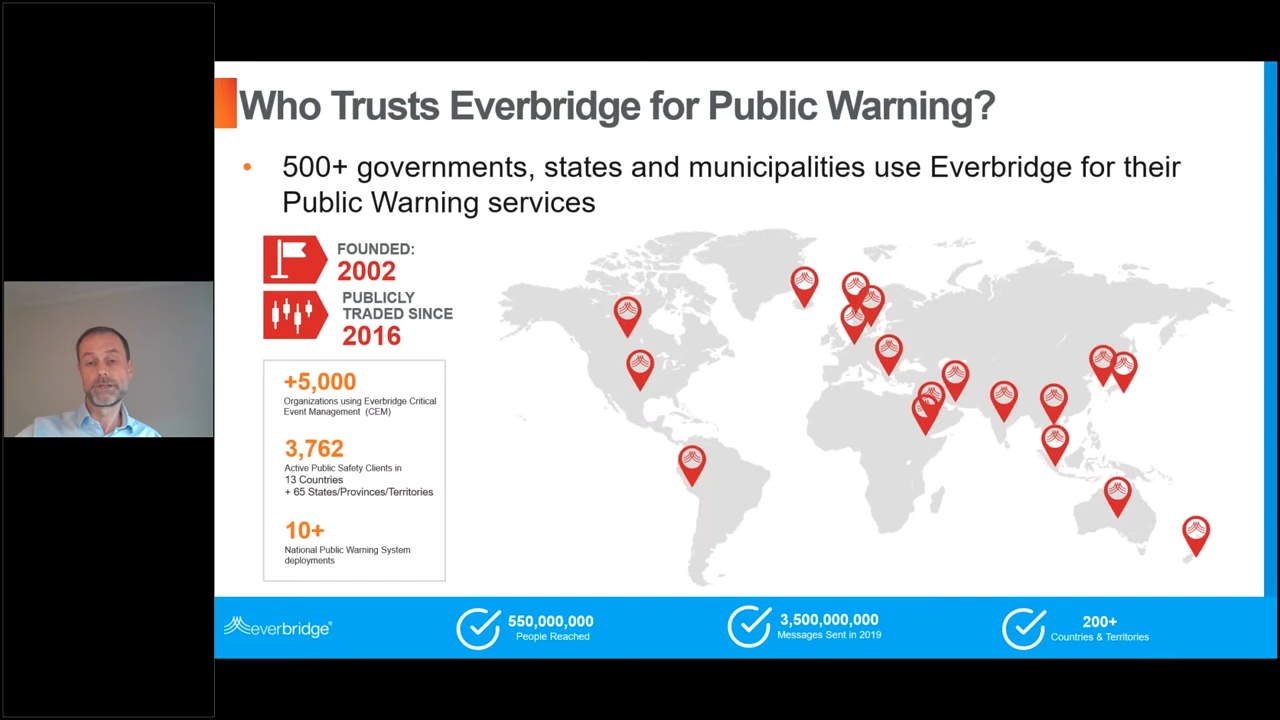 Who Trusts Everbridge for Public Warning?
• 500+ governments, states and municipalities use Everbridge for their
Public Warning services
FOUNDED:
2002
PUBLICLY
TRADED SINCE
2016
+5,000
Organizations using Everbridge Critical
Event Management (CEM)
3,762
Active Public Safety Clients in
13 Countries
+ 65 States/Provinces/Territories
10+
National Public Warning System
deployments
everbridge®
550,000,000
People Reached
3,500,000,000
Messages Sent in 2019
200+
Countries & Territories